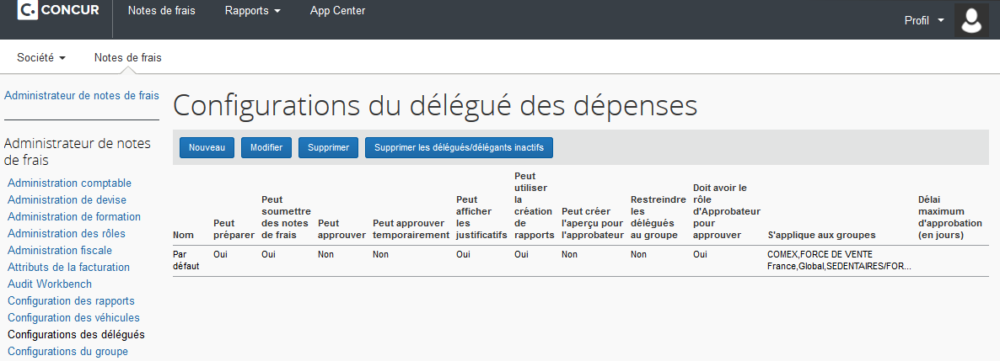 CONCUR
Notes de frais
Rapports
App Center
Profil
Société
Notes de frais
Administrateur de notes de frais
Administrateur de notes
de frais
Administration comptable
Administration de devise
Administration de formation
Administration des rôles
Administration fiscale
Attributs de la facturation
Audit Workbench
Configuration des rapports
Configuration des véhicules
Configurations des délégués
Configurations du groupe
Configurations du délégué des dépenses
Nouveau
Modifier
Supprimer
Supprimer les délégués/délégants inactifs
Nom
Peut
préparer
Peut
soumettre
des notes
de frais
Peut
approuver
Peut approuver
temporairement
Peut
afficher
les
justificatifs
Peut
utiliser
la
création
de
rapports
Peut créer
l'aperçu pour
l'approbateur
Restreindre
les
délégués
au groupe
Doit avoir le
rôle
d'Approbateur
pour
approuver
S'applique aux groupes
Délai
maximum
d'approbation
(en jours)
Par
défaut
Oui
Oui
Non
Non
Oui
Oui
Non
Non
Oui
COMEX,FORCE DE VENTE
France,Global,SEDENTAIRES/FOR...